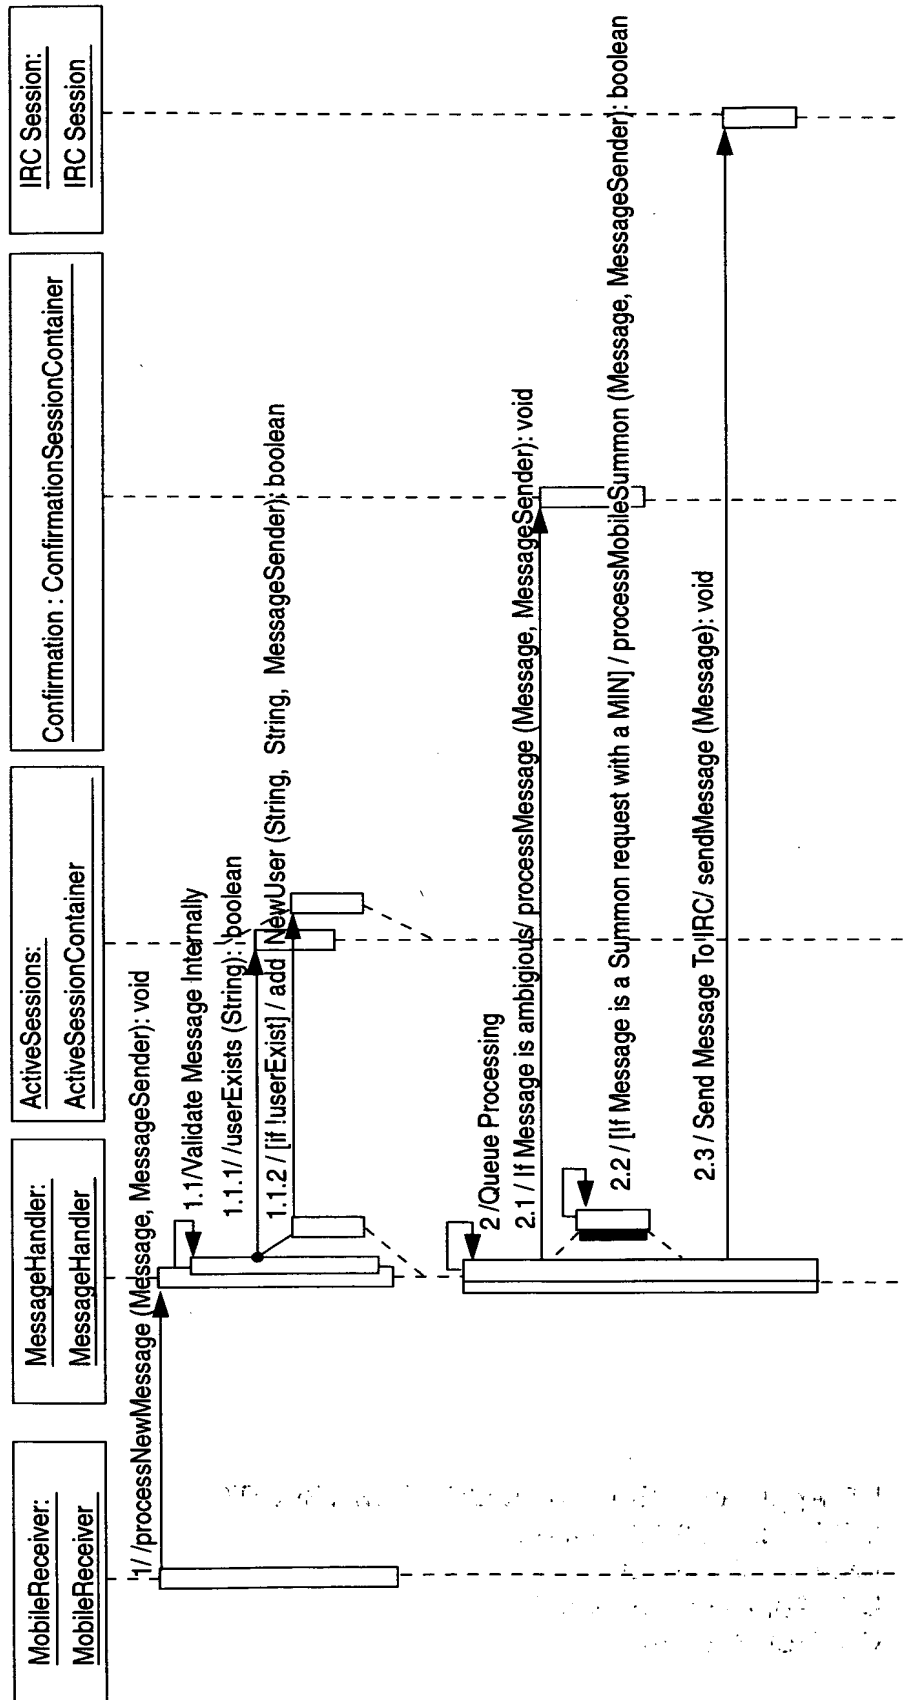 MobileReceiver:
MobileReceiver
MessageHandler:
MessageHandler
ActiveSessions:
ActiveSessionContainer
Confirmation : ConfirmationSessionContainer
IRC Session:
IRC Session
1/ /processNewMessage (Message, MessageSender): void
1.1/Validate Message Internally
1.1.1/ /userExists (String): boolean
1.1.2 / [if !userExist] / add NewUser (String, String, MessageSender): boolean
2 /Queue Processing
2.1 / If Message is ambigious/ processMessage (Message, MessageSender): void
2.2 / [If Message is a Summon request with a MIN] / processMobileSummon (Message, MessageSender): boolean
2.3 / Send Message To IRC/ sendMessage (Message): void